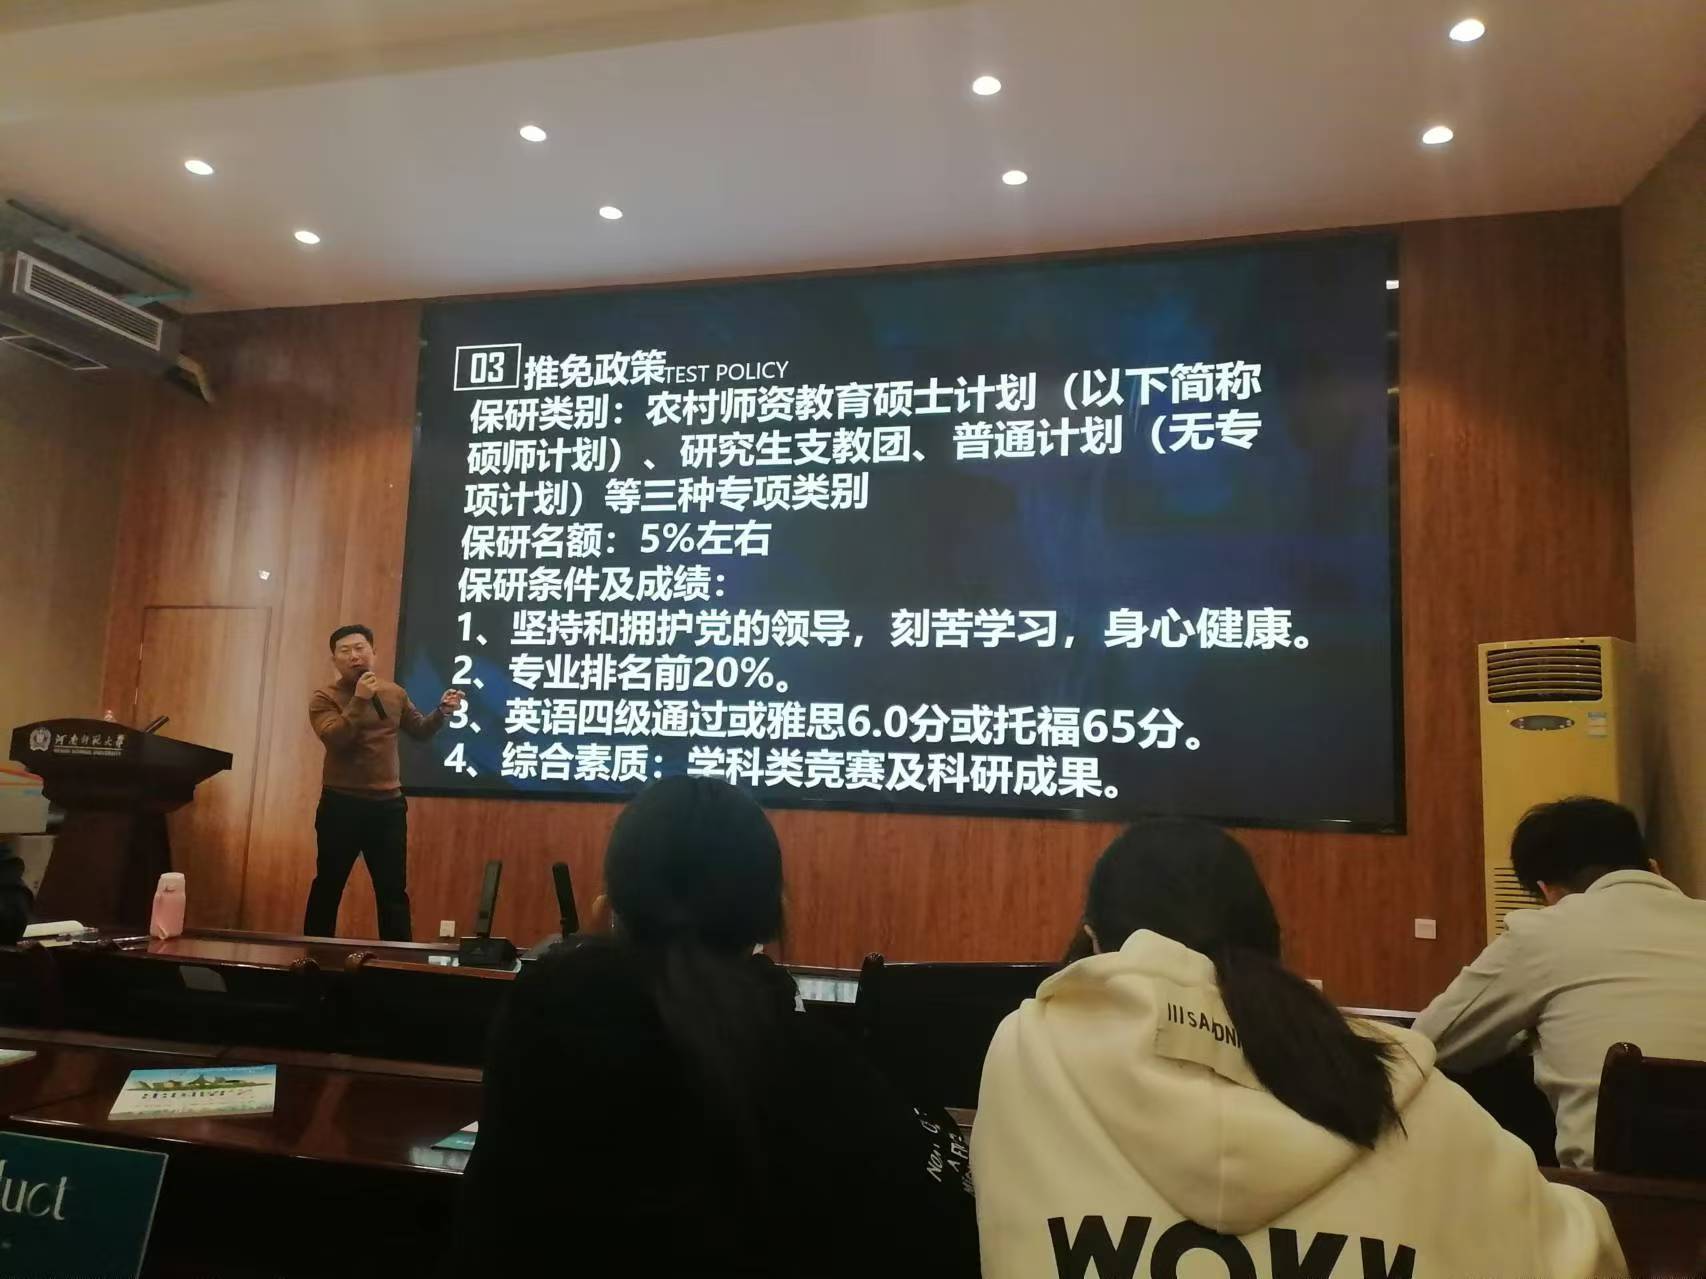 03 推免政策 TEST POLICY
保研类别：农村师资教育硕士计划（以下简称
硕师计划）、研究生支教团、普通计划（无专
项计划）等三种专项类别
保研名额：5%左右
保研条件及成绩：
1、坚持和拥护党的领导，刻苦学习，身心健康。
2、专业排名前20%。
3、英语四级通过或雅思6.0分或托福65分。
4、综合素质：学科类竞赛及科研成果。
河南师范大学
HENAN NORMAL UNIVERSITY